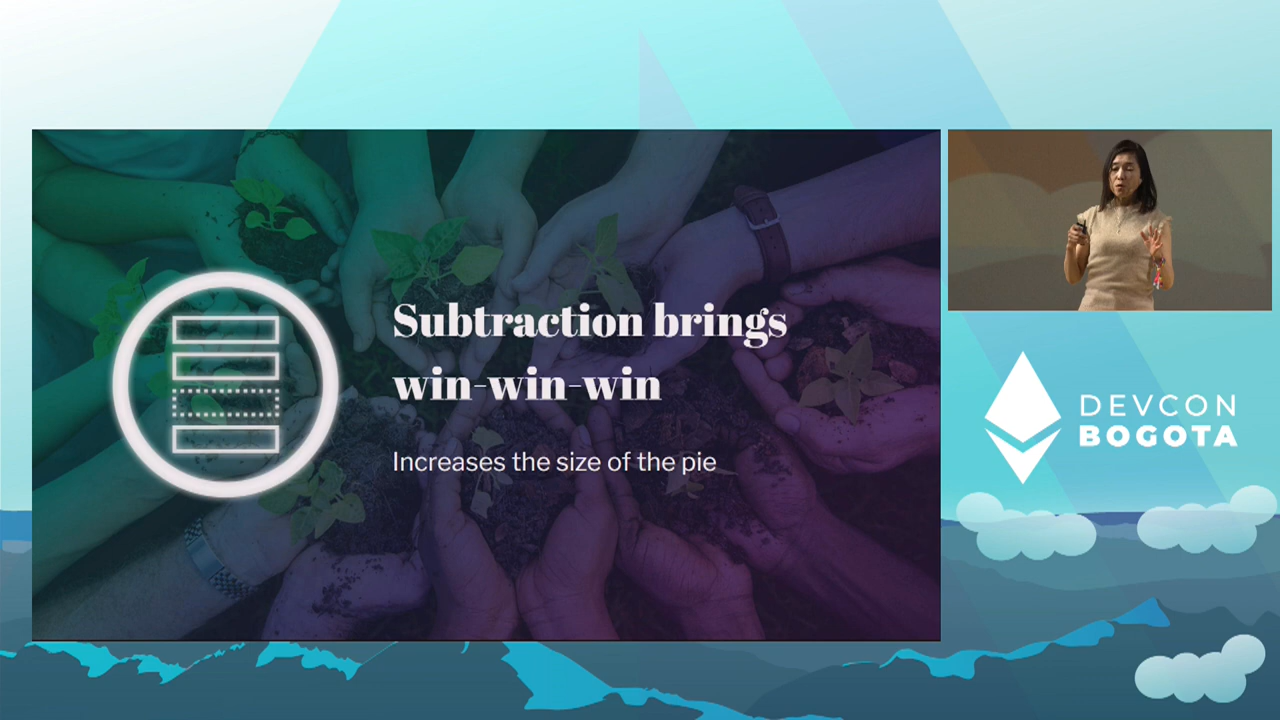 Subtraction brings
win-win-win
Increases the size of the pie
DEVCON
BOGOTA